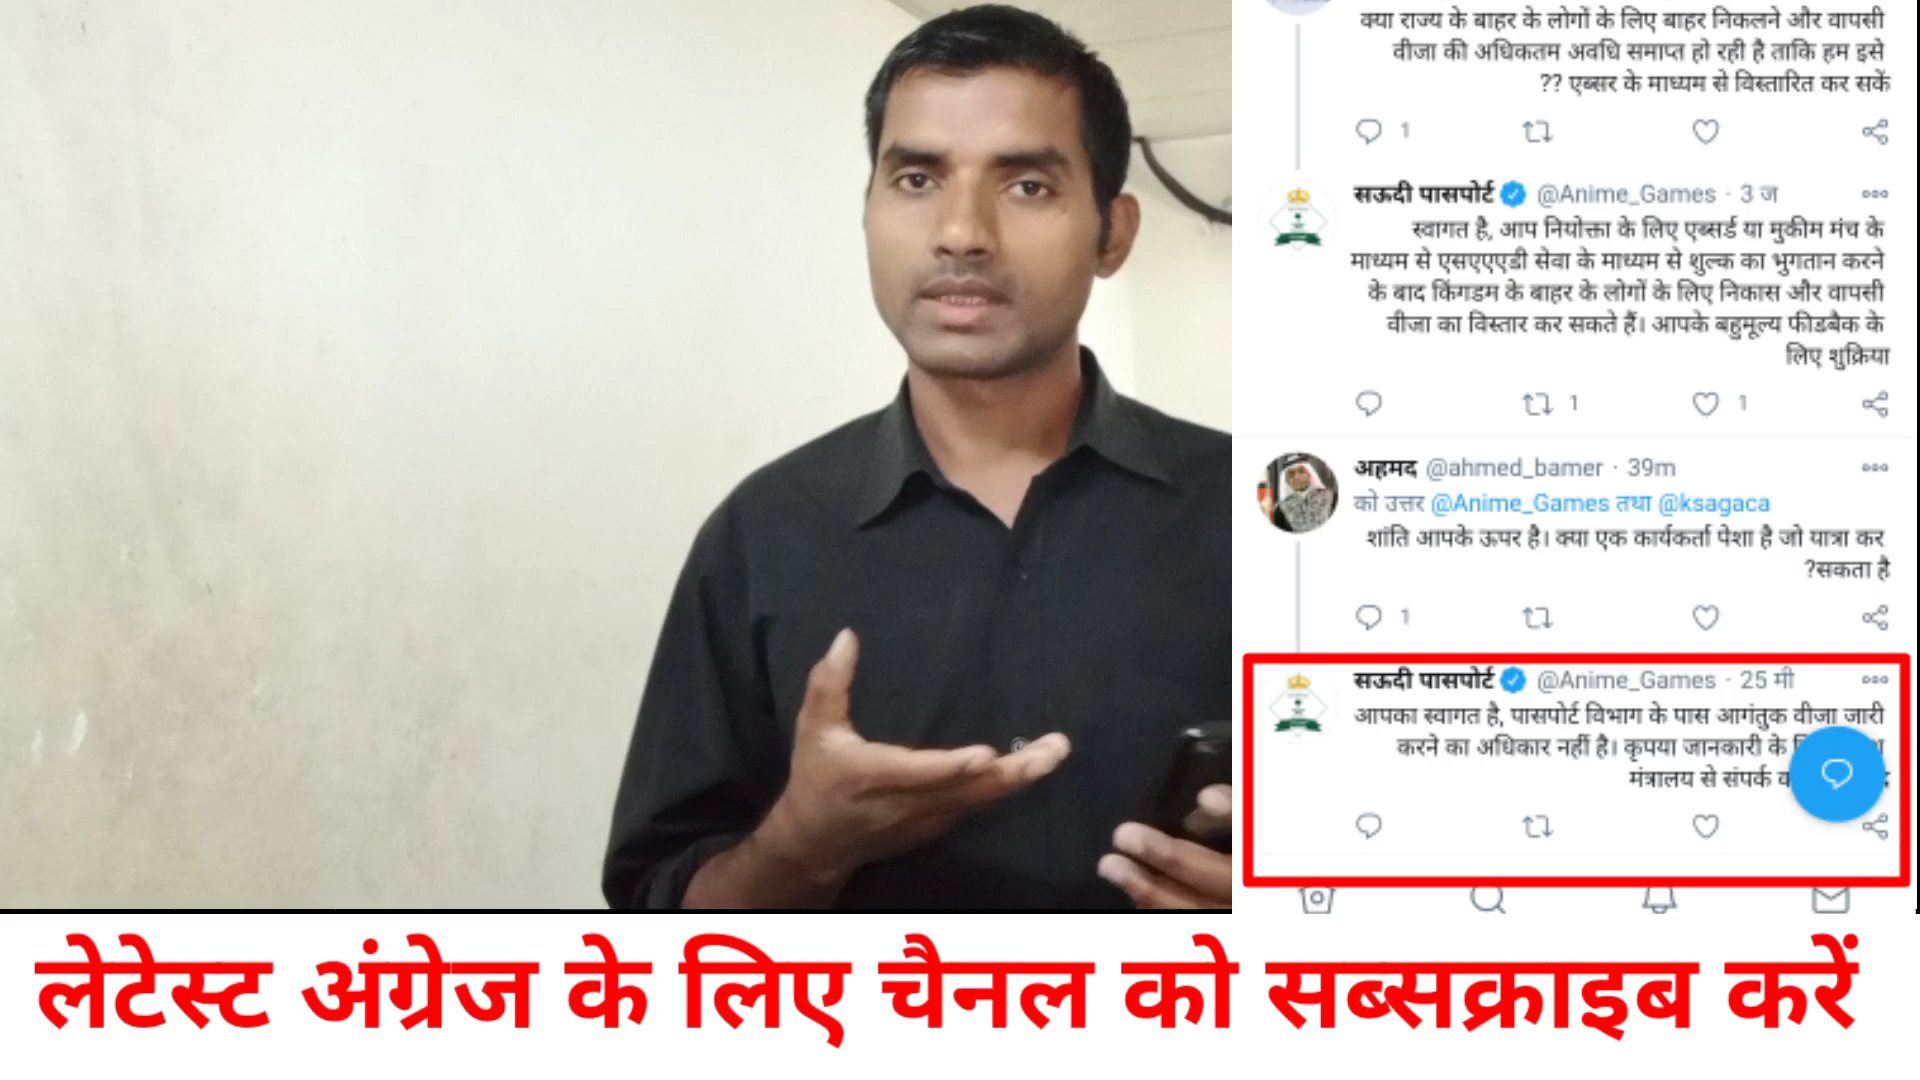 क्या राज्य के बाहर के लोगों के लिए बाहर निकलने और वापसी
वीजा की अधिकतम अवधि समाप्त हो रही है ताकि हम इसे
?? एब्सर के माध्यम से विस्तारित कर सकें
1
सऊदी पासपोर्ट @Anime_Games · 3 ज
स्वागत है, आप नियोक्ता के लिए एब्सर्ड या मुकीम मंच के
माध्यम से एसएएएडी सेवा के माध्यम से शुल्क का भुगतान करने
के बाद किंगडम के बाहर के लोगों के लिए निकास और वापसी
वीजा का विस्तार कर सकते हैं। आपके बहुमूल्य फीडबैक के
लिए शुक्रिया
1 1
अहमद @ahmed_bamer · 39m
को उत्तर @Anime_Games तथा @ksagaca
शांति आपके ऊपर है। क्या एक कार्यकर्ता पेशा है जो यात्रा कर
?सकता है
1
सऊदी पासपोर्ट @Anime_Games · 25 मी
आपका स्वागत है, पासपोर्ट विभाग के पास आगंतुक वीजा जारी
करने का अधिकार नहीं है। कृपया जानकारी के
मंत्रालय से संपर्क
लेटेस्ट अंग्रेज के लिए चैनल को सब्सक्राइब करें